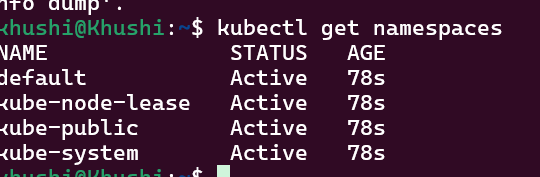 nfo dump'.
khushi@Khushi:~$ kubectl get namespaces
NAME STATUS AGE
default Active 78s
kube-node-lease Active 78s
kube-public Active 78s
kube-system Active 78s
khushi@Khushi:~$